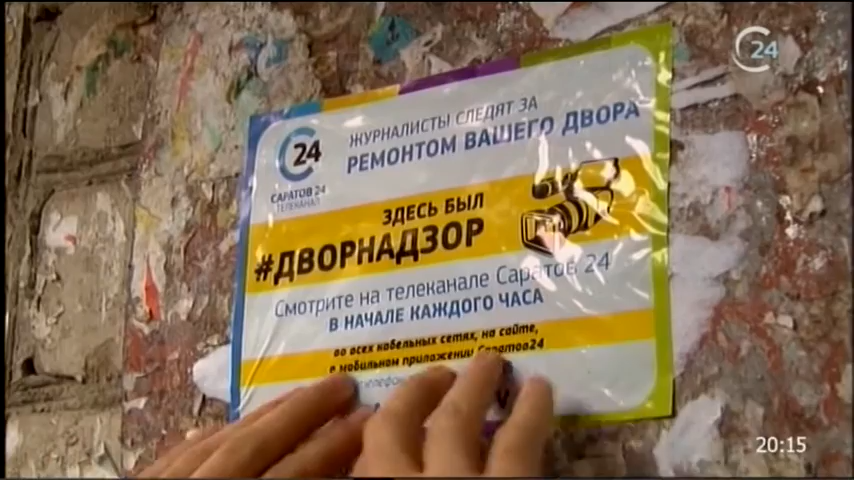 24
ЖУРНАЛИСТЫ СЛЕДЯТ ЗА
РЕМОНТОМ ВАШЕГО ДВОРА
24
САРАТОВ 24
ТЕЛЕКАНАЛ
ЗДЕСЬ БЫЛ
#ДВОРНАДЗОР
Смотрите на телеканале Саратов 24
В НАЧАЛЕ КАЖДОГО ЧАСА
во всех кабельных сетях, на сайте,
в мобильном приложении Саратов24
20:15